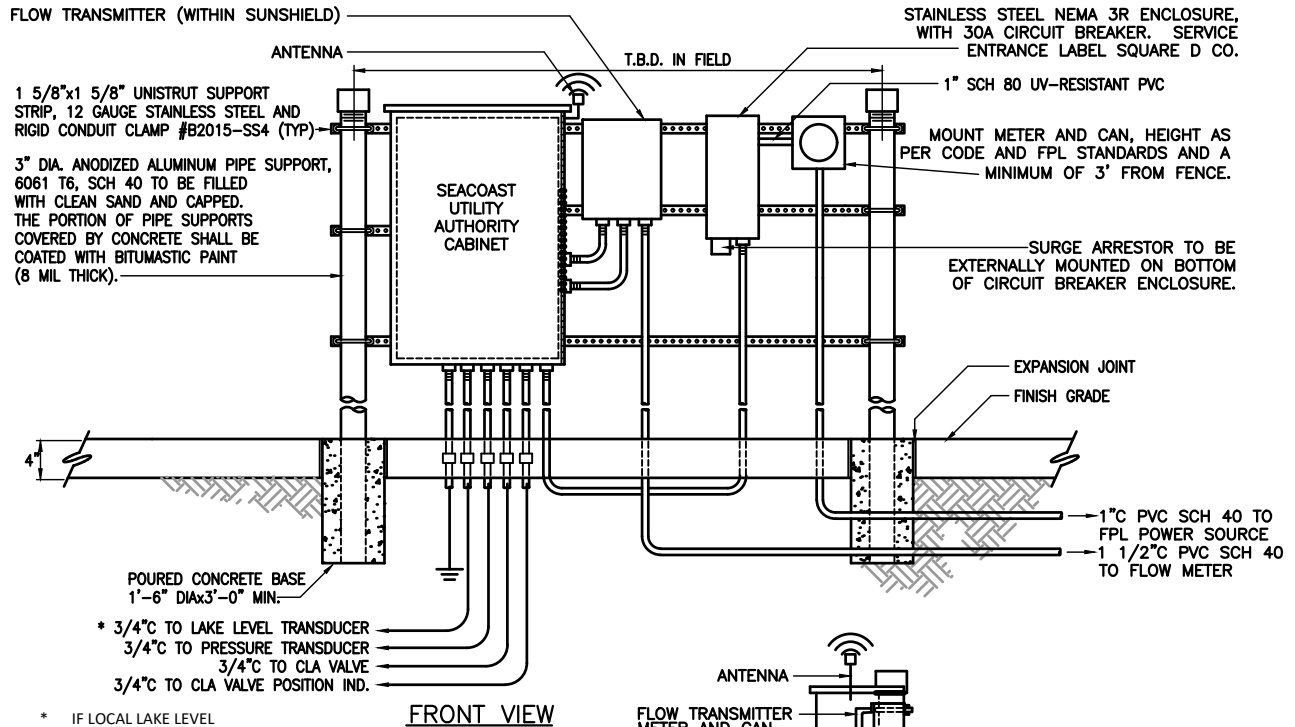 FLOW TRANSMITTER (WITHIN SUNSHIELD)
ANTENNA
1 5/8"x1 5/8" UNISTRUT SUPPORT
STRIP, 12 GAUGE STAINLESS STEEL AND
RIGID CONDUIT CLAMP #B2015-SS4 (TYP)
3" DIA. ANODIZED ALUMINUM PIPE SUPPORT,
6061 T6, SCH 40 TO BE FILLED
WITH CLEAN SAND AND CAPPED.
THE PORTION OF PIPE SUPPORTS
COVERED BY CONCRETE SHALL BE
COATED WITH BITUMASTIC PAINT
(8 MIL THICK).
T.B.D. IN FIELD
STAINLESS STEEL NEMA 3R ENCLOSURE,
WITH 30A CIRCUIT BREAKER. SERVICE
ENTRANCE LABEL SQUARE D CO.
1" SCH 80 UV-RESISTANT PVC
MOUNT METER AND CAN, HEIGHT AS
PER CODE AND FPL STANDARDS AND A
MINIMUM OF 3' FROM FENCE.
SEACOAST
UTILITY
AUTHORITY
CABINET
SURGE ARRESTOR TO BE
EXTERNALLY MOUNTED ON BOTTOM
OF CIRCUIT BREAKER ENCLOSURE.
EXPANSION JOINT
FINISH GRADE
4"
1"C PVC SCH 40 TO
FPL POWER SOURCE
1 1/2"C PVC SCH 40
TO FLOW METER
POURED CONCRETE BASE
1'-6" DIAx3'-0" MIN.
* 3/4"C TO LAKE LEVEL TRANSDUCER
3/4"C TO PRESSURE TRANSDUCER
3/4"C TO CLA VALVE
3/4"C TO CLA VALVE POSITION IND.
* IF LOCAL LAKE LEVEL
FRONT VIEW
ANTENNA
FLOW TRANSMITTER
METER AND CAN